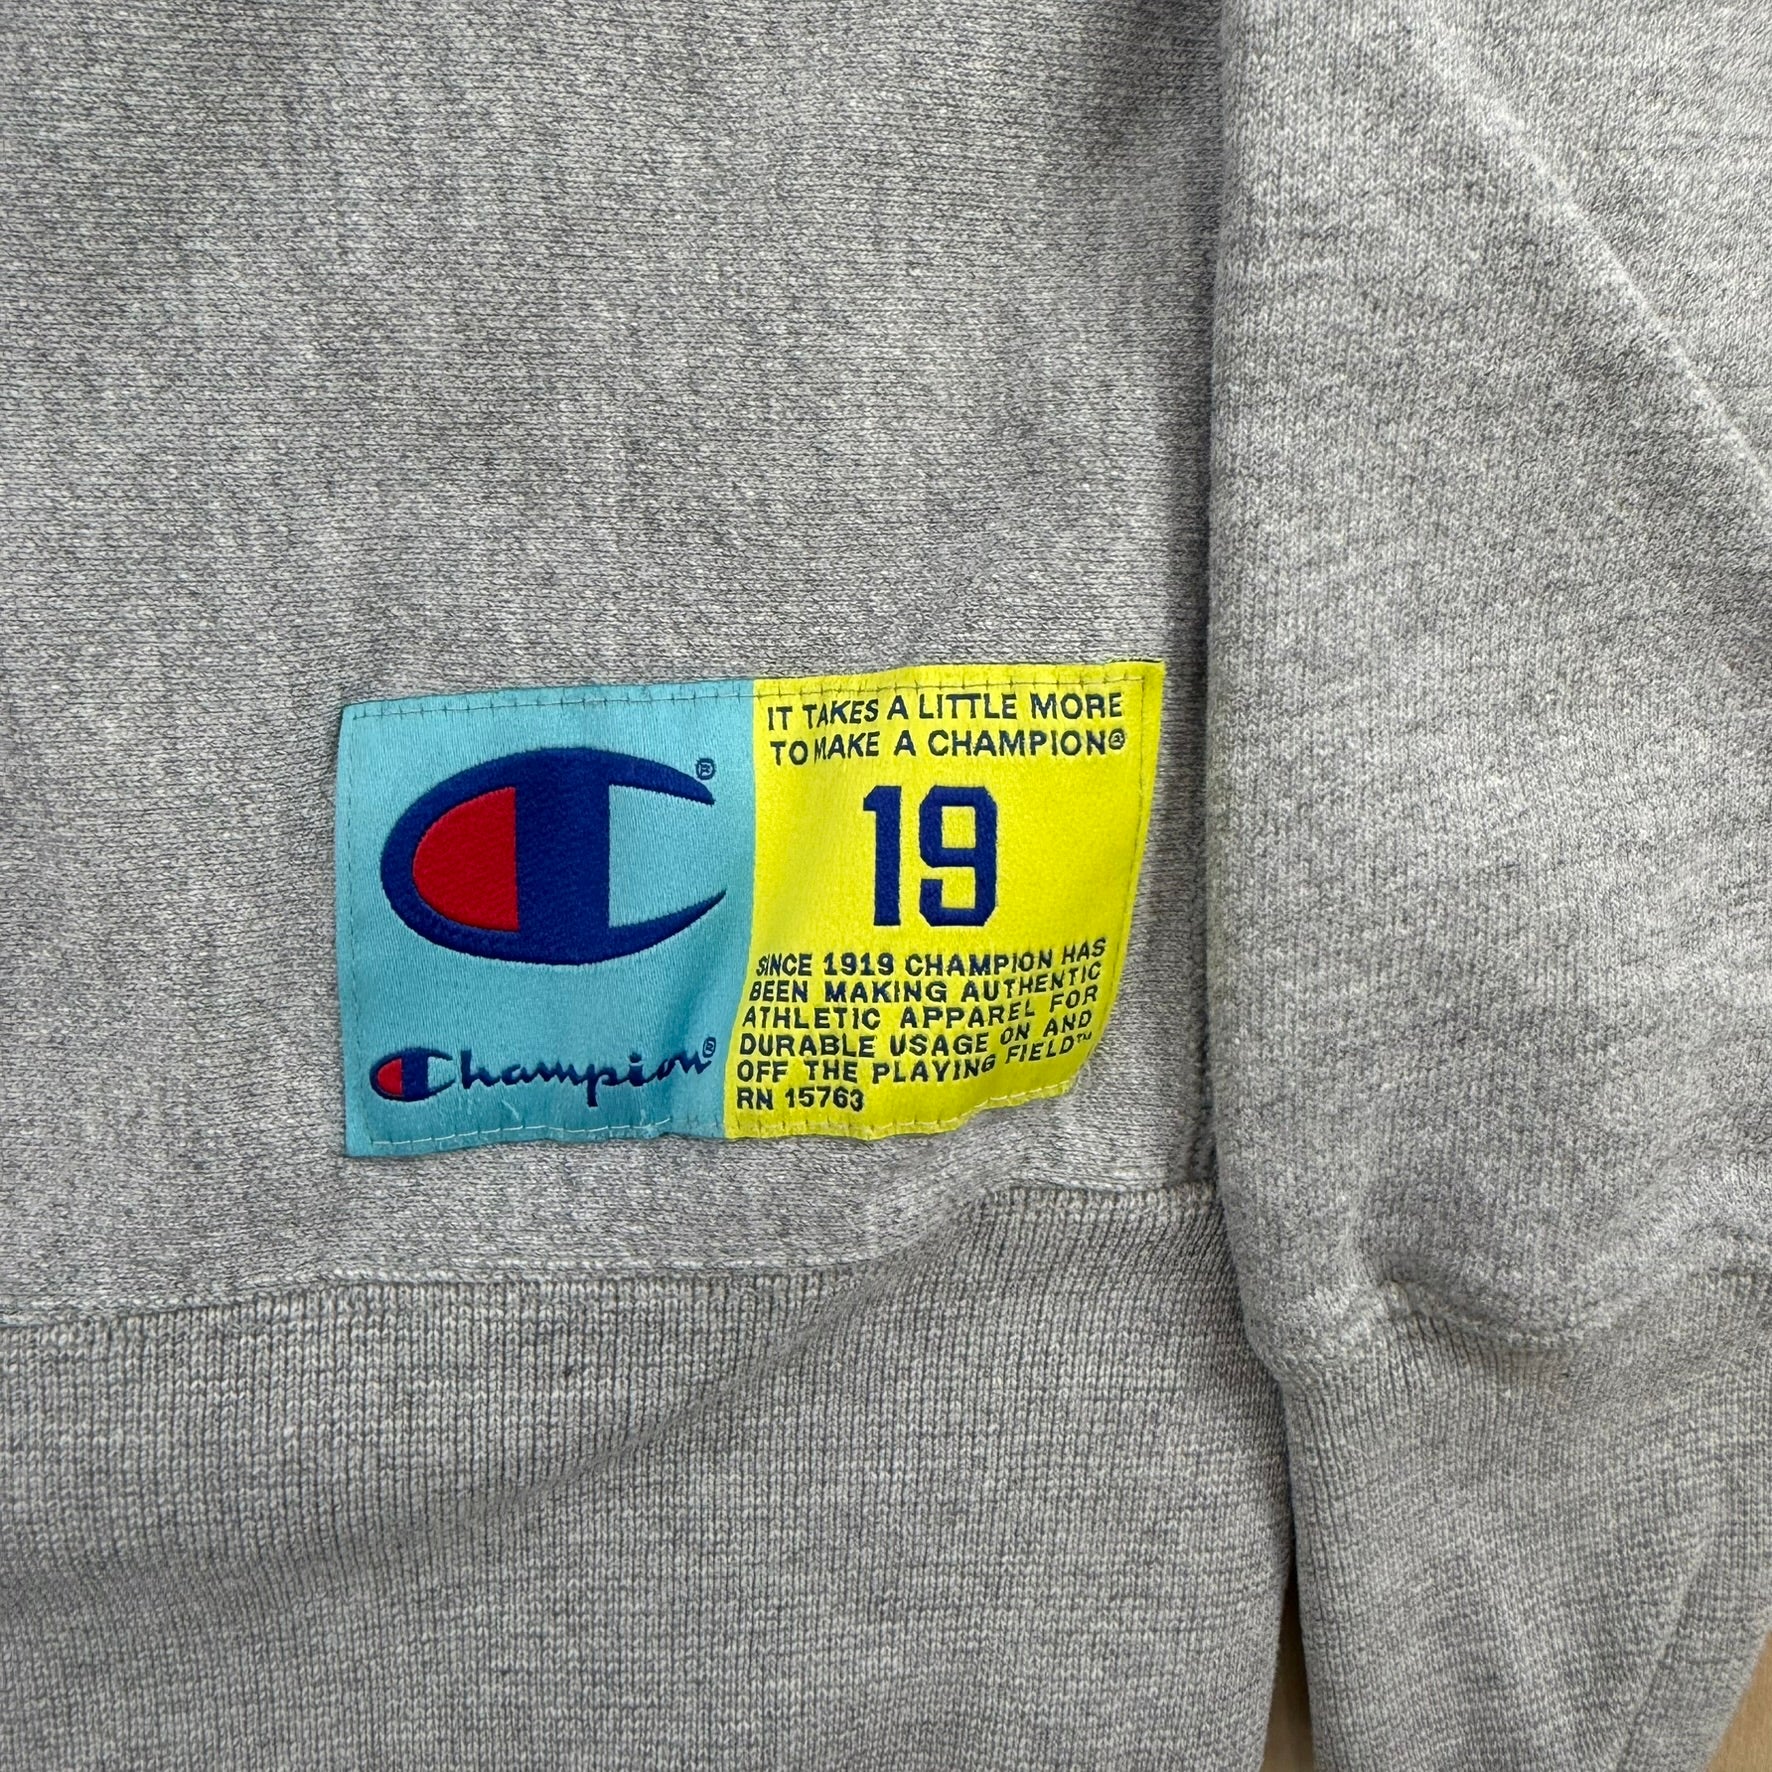 Champion®
IT TAKES A LITTLE MORE
TO MAKE A CHAMPION®
19
SINCE 1919 CHAMPION HAS
BEEN MAKING AUTHENTIC
ATHLETIC APPAREL FOR
DURABLE USAGE ON AND
OFF THE PLAYING FIELD™
RN 15763